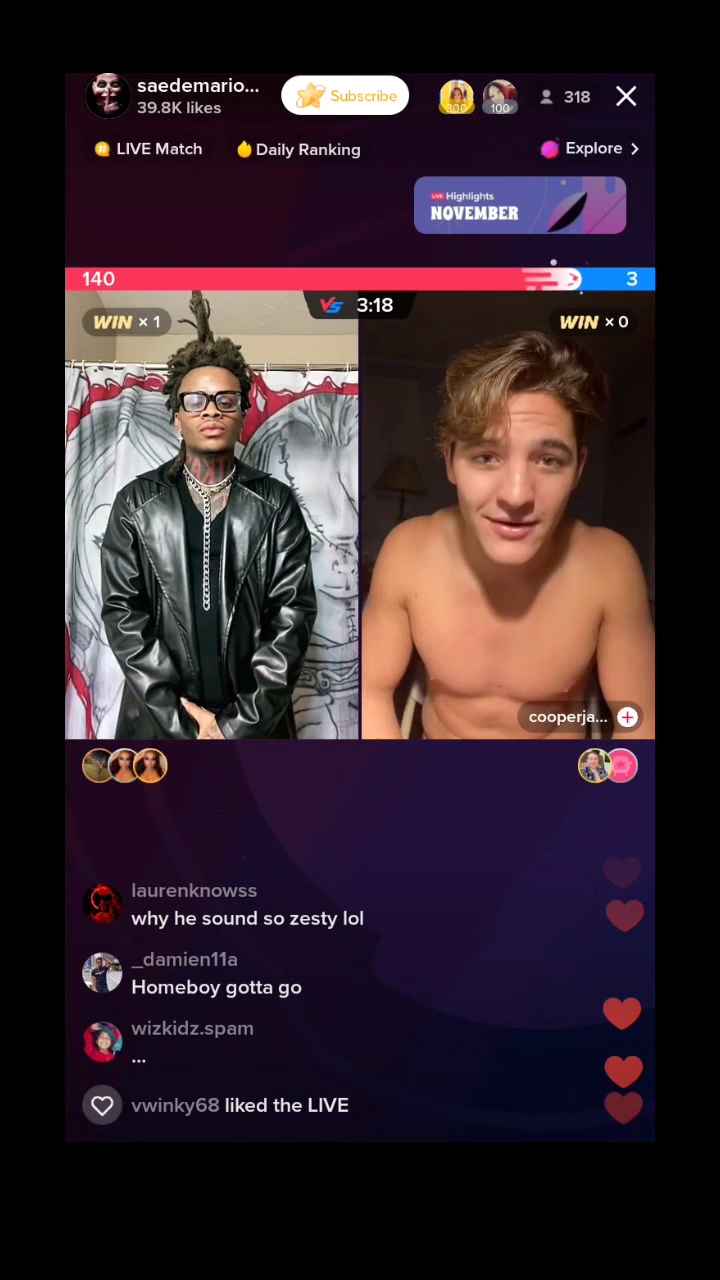 saedemario...
39.8K likes
Subscribe
300
100
318
LIVE Match
Daily Ranking
Explore
LIVE Highlights
NOVEMBER
140
3
VS 3:18
WIN × 1
WIN × 0
cooperja...
laurenknowss
why he sound so zesty lol
_damien11a
Homeboy gotta go
wizkidz.spam
...
vwinky68 liked the LIVE